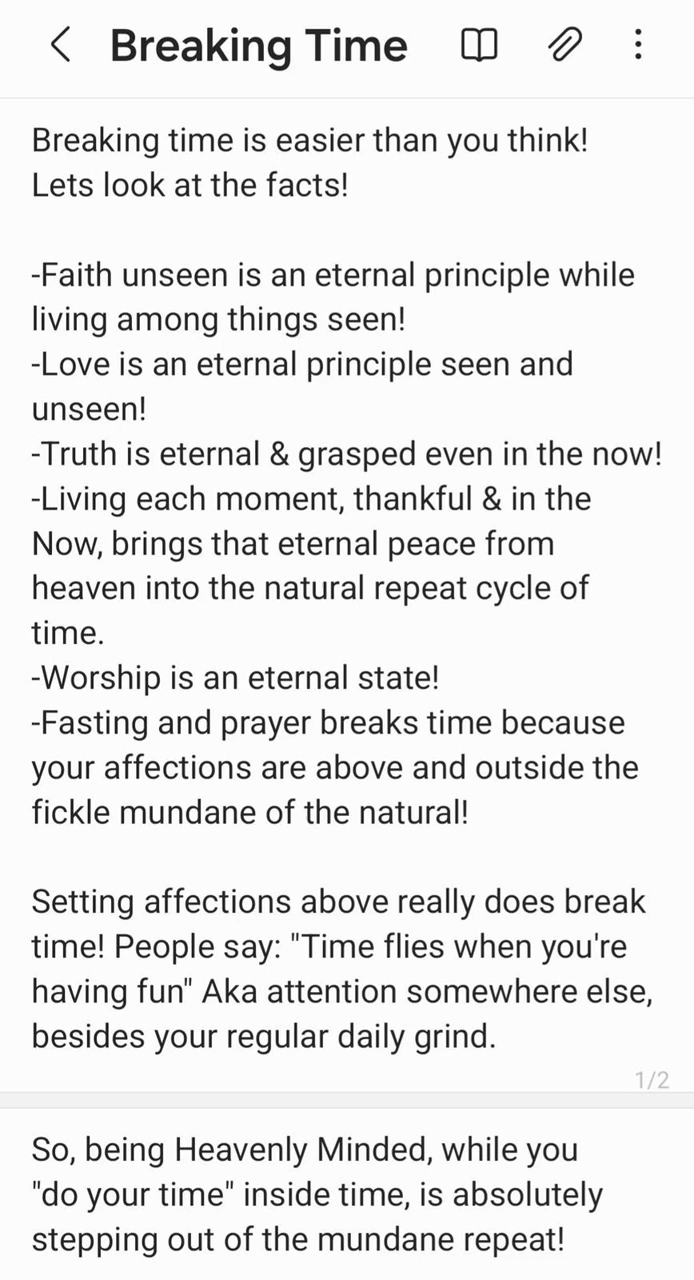 Breaking Time
Breaking time is easier than you think!
Lets look at the facts!
-Faith unseen is an eternal principle while
living among things seen!
-Love is an eternal principle seen and
unseen!
-Truth is eternal & grasped even in the now!
-Living each moment, thankful & in the
Now, brings that eternal peace from
heaven into the natural repeat cycle of
time.
-Worship is an eternal state!
-Fasting and prayer breaks time because
your affections are above and outside the
fickle mundane of the natural!
Setting affections above really does break
time! People say: "Time flies when you're
having fun" Aka attention somewhere else,
besides your regular daily grind.
1/2
So, being Heavenly Minded, while you
"do your time" inside time, is absolutely
stepping out of the mundane repeat!